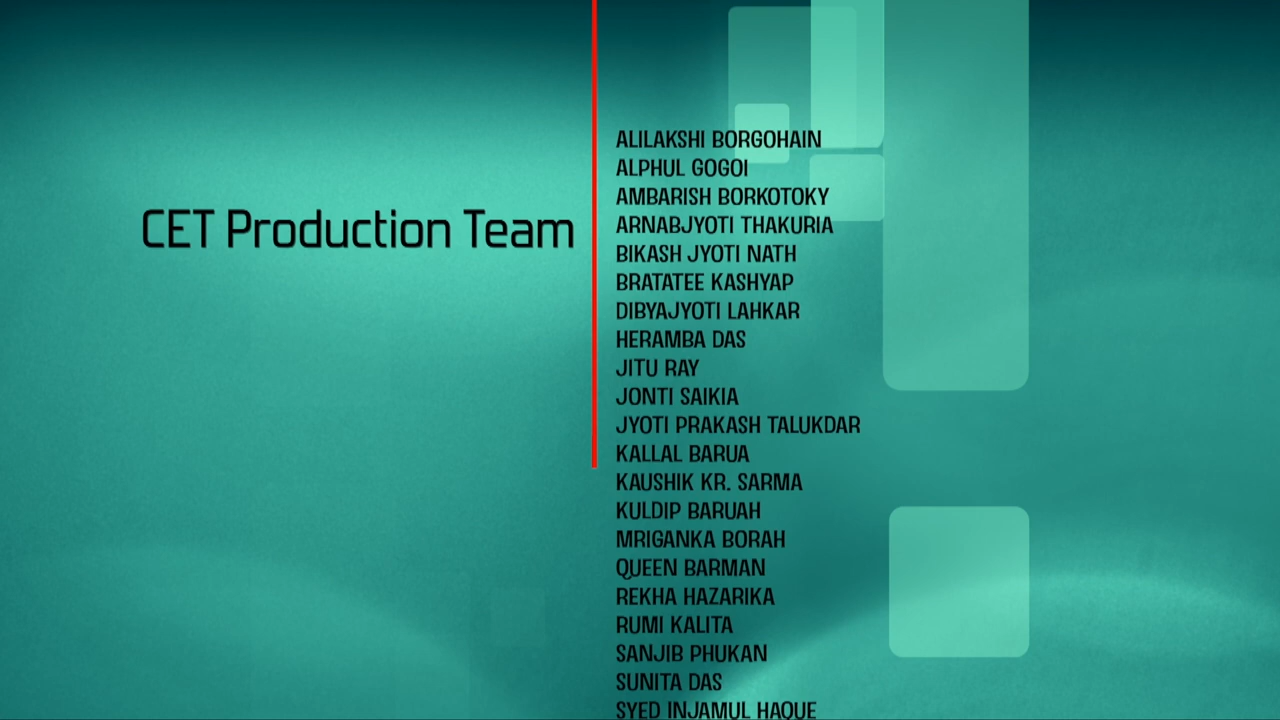 CET Production Team
ALILAKSHI BORGOHAIN
ALPHUL GOGOI
AMBARISH BORKOTOKY
ARNABJYOTI THAKURIA
BIKASH JYOTI NATH
BRATATEE KASHYAP
DIBYAJYOTI LAHKAR
HERAMBA DAS
JITU RAY
JONTI SAIKIA
JYOTI PRAKASH TALUKDAR
KALLAL BARUA
KAUSHIK KR. SARMA
KULDIP BARUAH
MRIGANKA BORAH
QUEEN BARMAN
REKHA HAZARIKA
RUMI KALITA
SANJIB PHUKAN
SUNITA DAS
SYED INJAMUL HAQUE